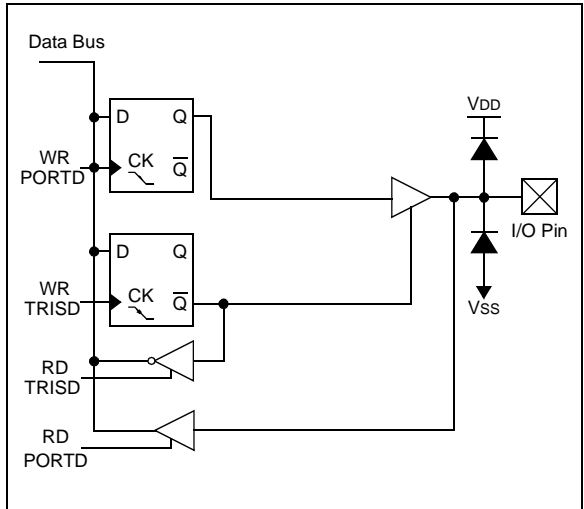 Data Bus
D Q
WR
PORTD
CK
Q
VDD
I/O Pin
VSS
D Q
WR
TRISD
CK
Q
RD
TRISD
RD
PORTD